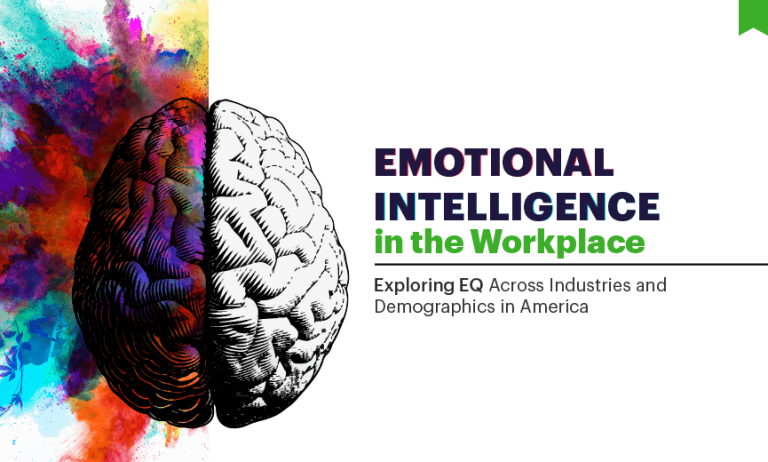 EMOTIONAL
INTELLIGENCE
in the Workplace
Exploring EQ Across Industries and
Demographics in America